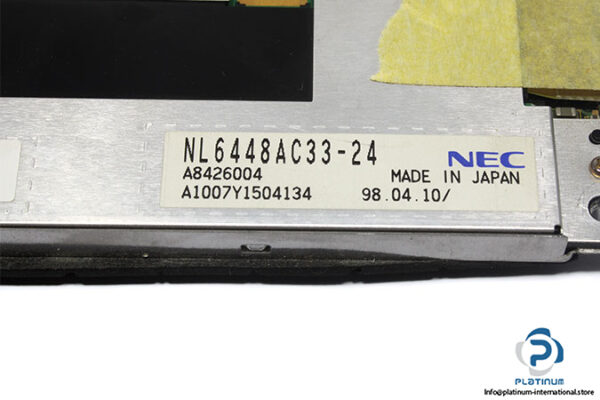 NL6448AC33-24
NEC
A8426004
MADE IN JAPAN
A1007Y1504134
98.04.10/
PLATINUM
Info@platinum-international.store